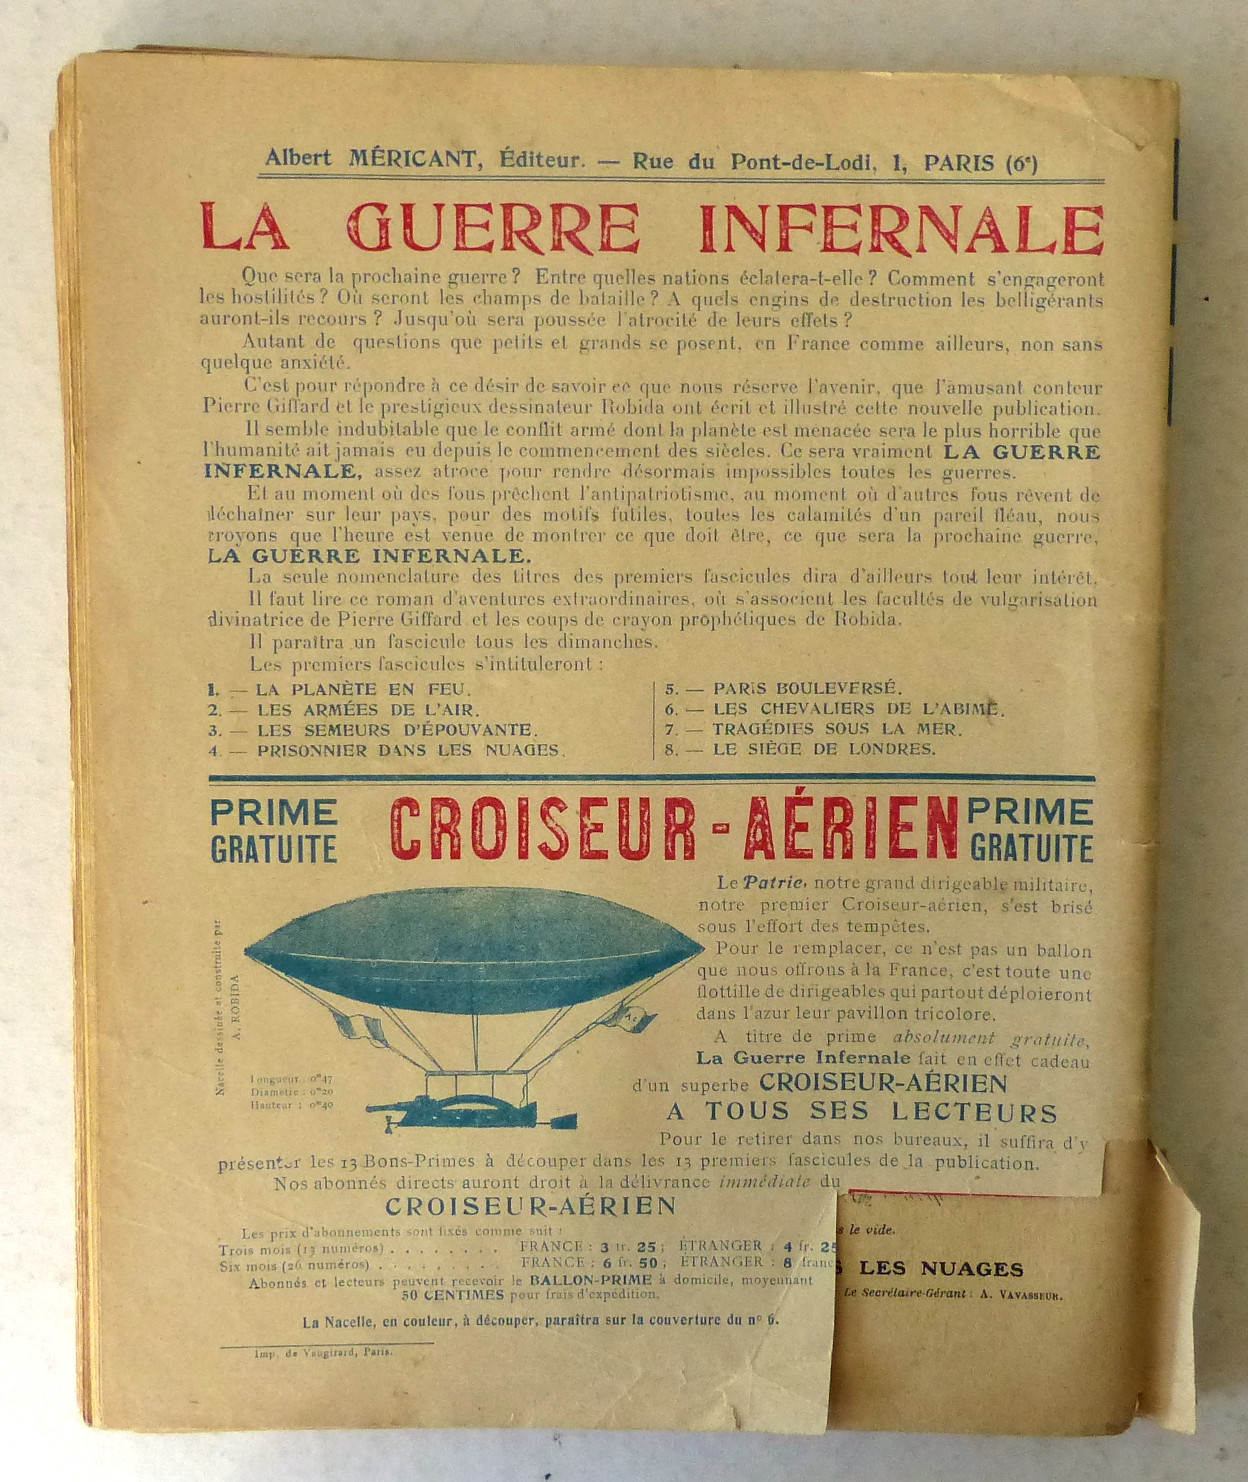 Albert MÉRICANT, Éditeur. — Rue du Pont-de-Lodi, 1, PARIS (6e)
LA GUERRE INFERNALE
Que sera la prochaine guerre ? Entre quelles nations éclatera-t-elle ? Comment s'engageront
les hostilités ? Où seront les champs de bataille ? A quels engins de destruction les belligérants
auront-ils recours ? Jusqu'où sera poussée l'atrocité de leurs effets ?
Autant de questions que petits et grands se posent, en France comme ailleurs, non sans
quelque anxiété.
C'est pour répondre à ce désir de savoir ce que nous réserve l'avenir, que l'amusant conteur
Pierre Giffard et le prestigieux dessinateur Robida ont écrit et illustré cette nouvelle publication.
Il semble indubitable que le conflit armé dont la planète est menacée sera le plus horrible que
l'humanité ait jamais eu depuis le commencement des siècles. Ce sera vraiment LA GUERRE
INFERNALE, assez atroce pour rendre désormais impossibles toutes les guerres.
Et au moment où des fous prêchent l'antipatriotisme, au moment où d'autres fous rêvent de
déchaîner sur leur pays, pour des motifs futiles, toutes les calamités d'un pareil fléau, nous
croyons que l'heure est venue de montrer ce que doit être, ce que sera la prochaine guerre,
LA GUERRE INFERNALE.
La seule nomenclature des titres des premiers fascicules dira d'ailleurs tout leur intérêt.
Il faut lire ce roman d'aventures extraordinaires, où s'associent les facultés de vulgarisation
divinatrice de Pierre Giffard et les coups de crayon prophétiques de Robida.
Il paraîtra un fascicule tous les dimanches.
Les premiers fascicules s'intituleront :
1. — LA PLANÈTE EN FEU.
2. — LES ARMÉES DE L'AIR.
3. — LES SEMEURS D'ÉPOUVANTE.
4. — PRISONNIER DANS LES NUAGES.
5. — PARIS BOULEVERSÉ.
6. — LES CHEVALIERS DE L'ABIME.
7. — TRAGÉDIES SOUS LA MER.
8. — LE SIÈGE DE LONDRES.
PRIME GRATUITE
CROISEUR-AÉRIEN
PRIME GRATUITE
Le Patrie, notre grand dirigeable militaire,
notre premier Croiseur-aérien, s'est brisé
sous l'effort des tempêtes.
Pour le remplacer, ce n'est pas un ballon
que nous offrons à la France, c'est toute une
flottille de dirigeables qui partout déploieront
dans l'azur leur pavillon tricolore.
A titre de prime absolument gratuite,
La Guerre Infernale fait en effet cadeau
d'un superbe CROISEUR-AÉRIEN
A TOUS SES LECTEURS
Nacelle dessinée et construite par
A. ROBIDA
Longueur : 0m47
Diamètre : 0m20
Hauteur : 0m40
Pour le retirer dans nos bureaux, il suffira d'y
présenter les 13 Bons-Primes à découper dans les 13 premiers fascicules de la publication.
Nos abonnés directs auront droit à la délivrance immédiate du
CROISEUR-AÉRIEN
Les prix d'abonnements sont fixés comme suit :
Trois mois (13 numéros) . . . . . . . . FRANCE : 3 fr. 25 ; ÉTRANGER : 4 fr. 25
Six mois (26 numéros) . . . . . . . . . FRANCE : 6 fr. 50 ; ÉTRANGER : 8 franc
Abonnés et lecteurs peuvent recevoir le BALLON-PRIME à domicile, moyennant
50 CENTIMES pour frais d'expédition.
La Nacelle, en couleur, à découper, paraîtra sur la couverture du n° 6.
Imp. de Vaugirard, Paris.
s le vide.
S LES NUAGES
Le Secrétaire-Gérant : A. VAVASSEUR.